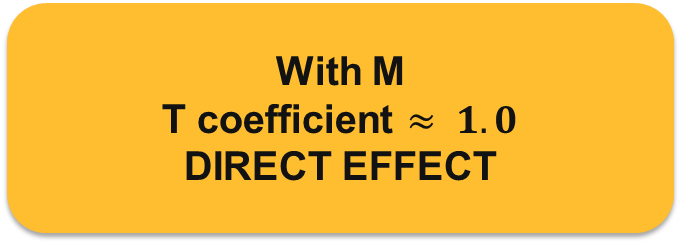 With M
T coefficient ≈ 1.0
DIRECT EFFECT